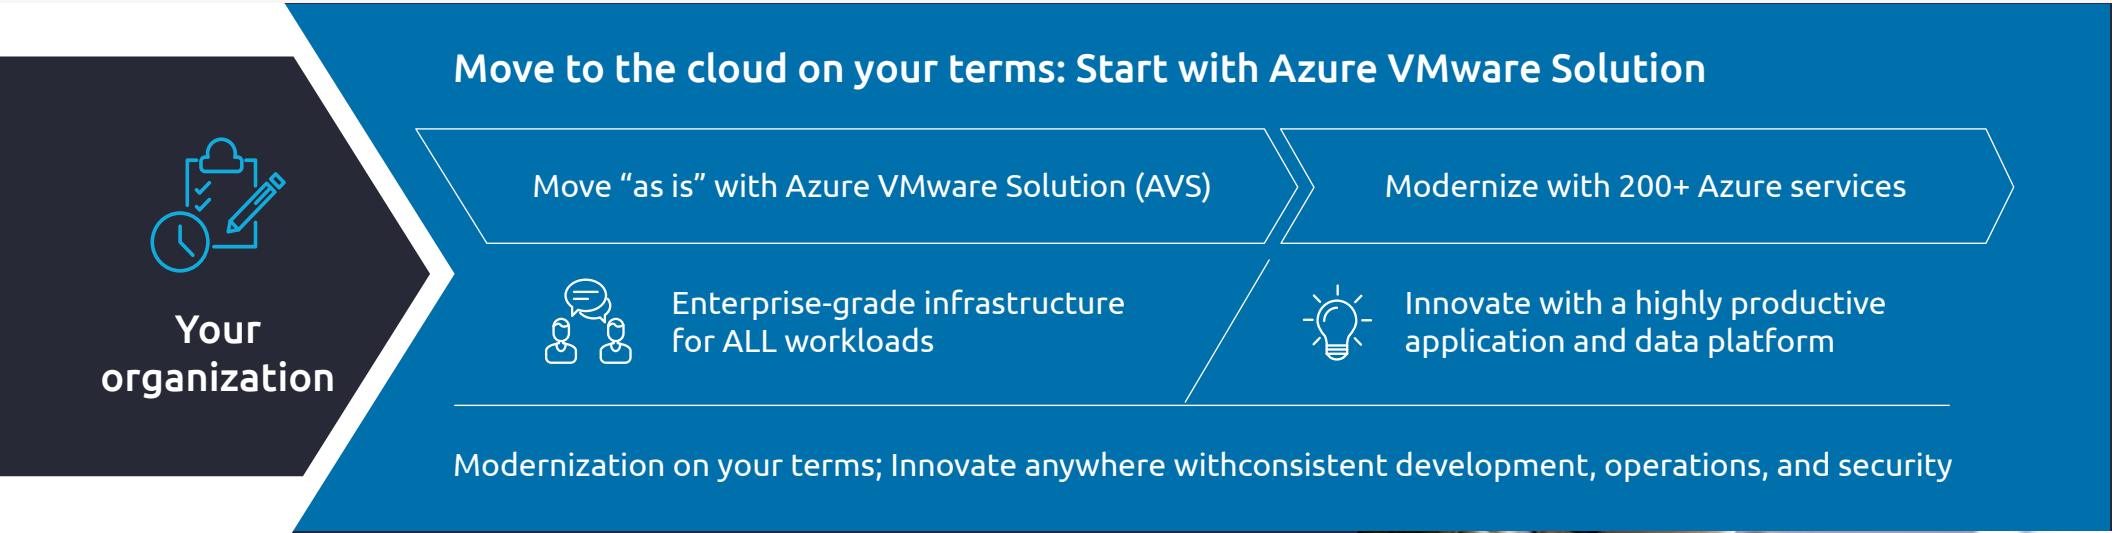 Move to the cloud on your terms: Start with Azure VMware Solution
Move “as is” with Azure VMware Solution (AVS)
Modernize with 200+ Azure services
Your
organization
Enterprise-grade infrastructure
for ALL workloads
Innovate with a highly productive
application and data platform
Modernization on your terms; Innovate anywhere withconsistent development, operations, and security